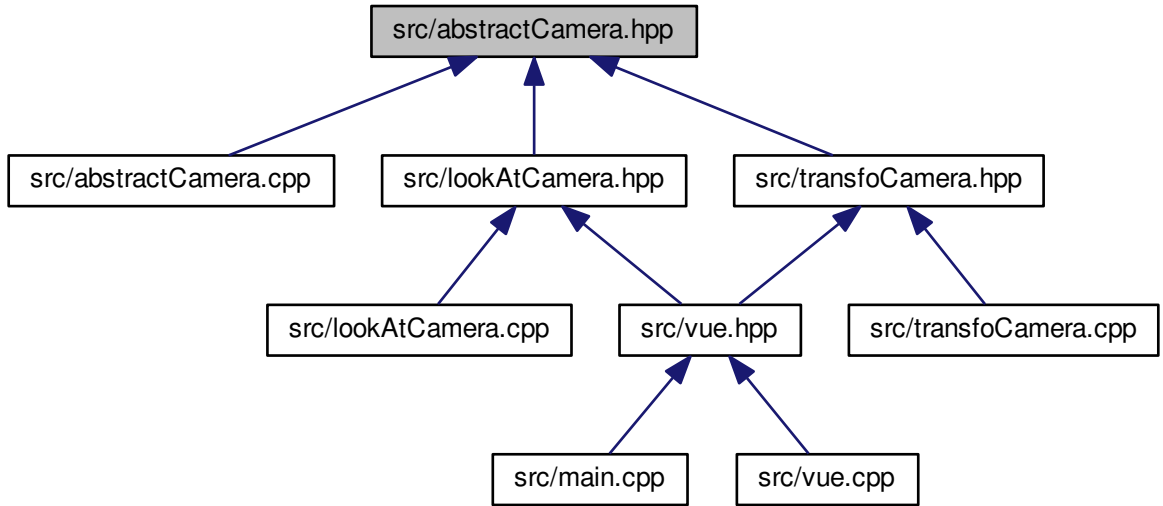 src/abstractCamera.hpp
src/abstractCamera.cpp
src/lookAtCamera.hpp
src/transfoCamera.hpp
src/lookAtCamera.cpp
src/vue.hpp
src/transfoCamera.cpp
src/main.cpp
src/vue.cpp